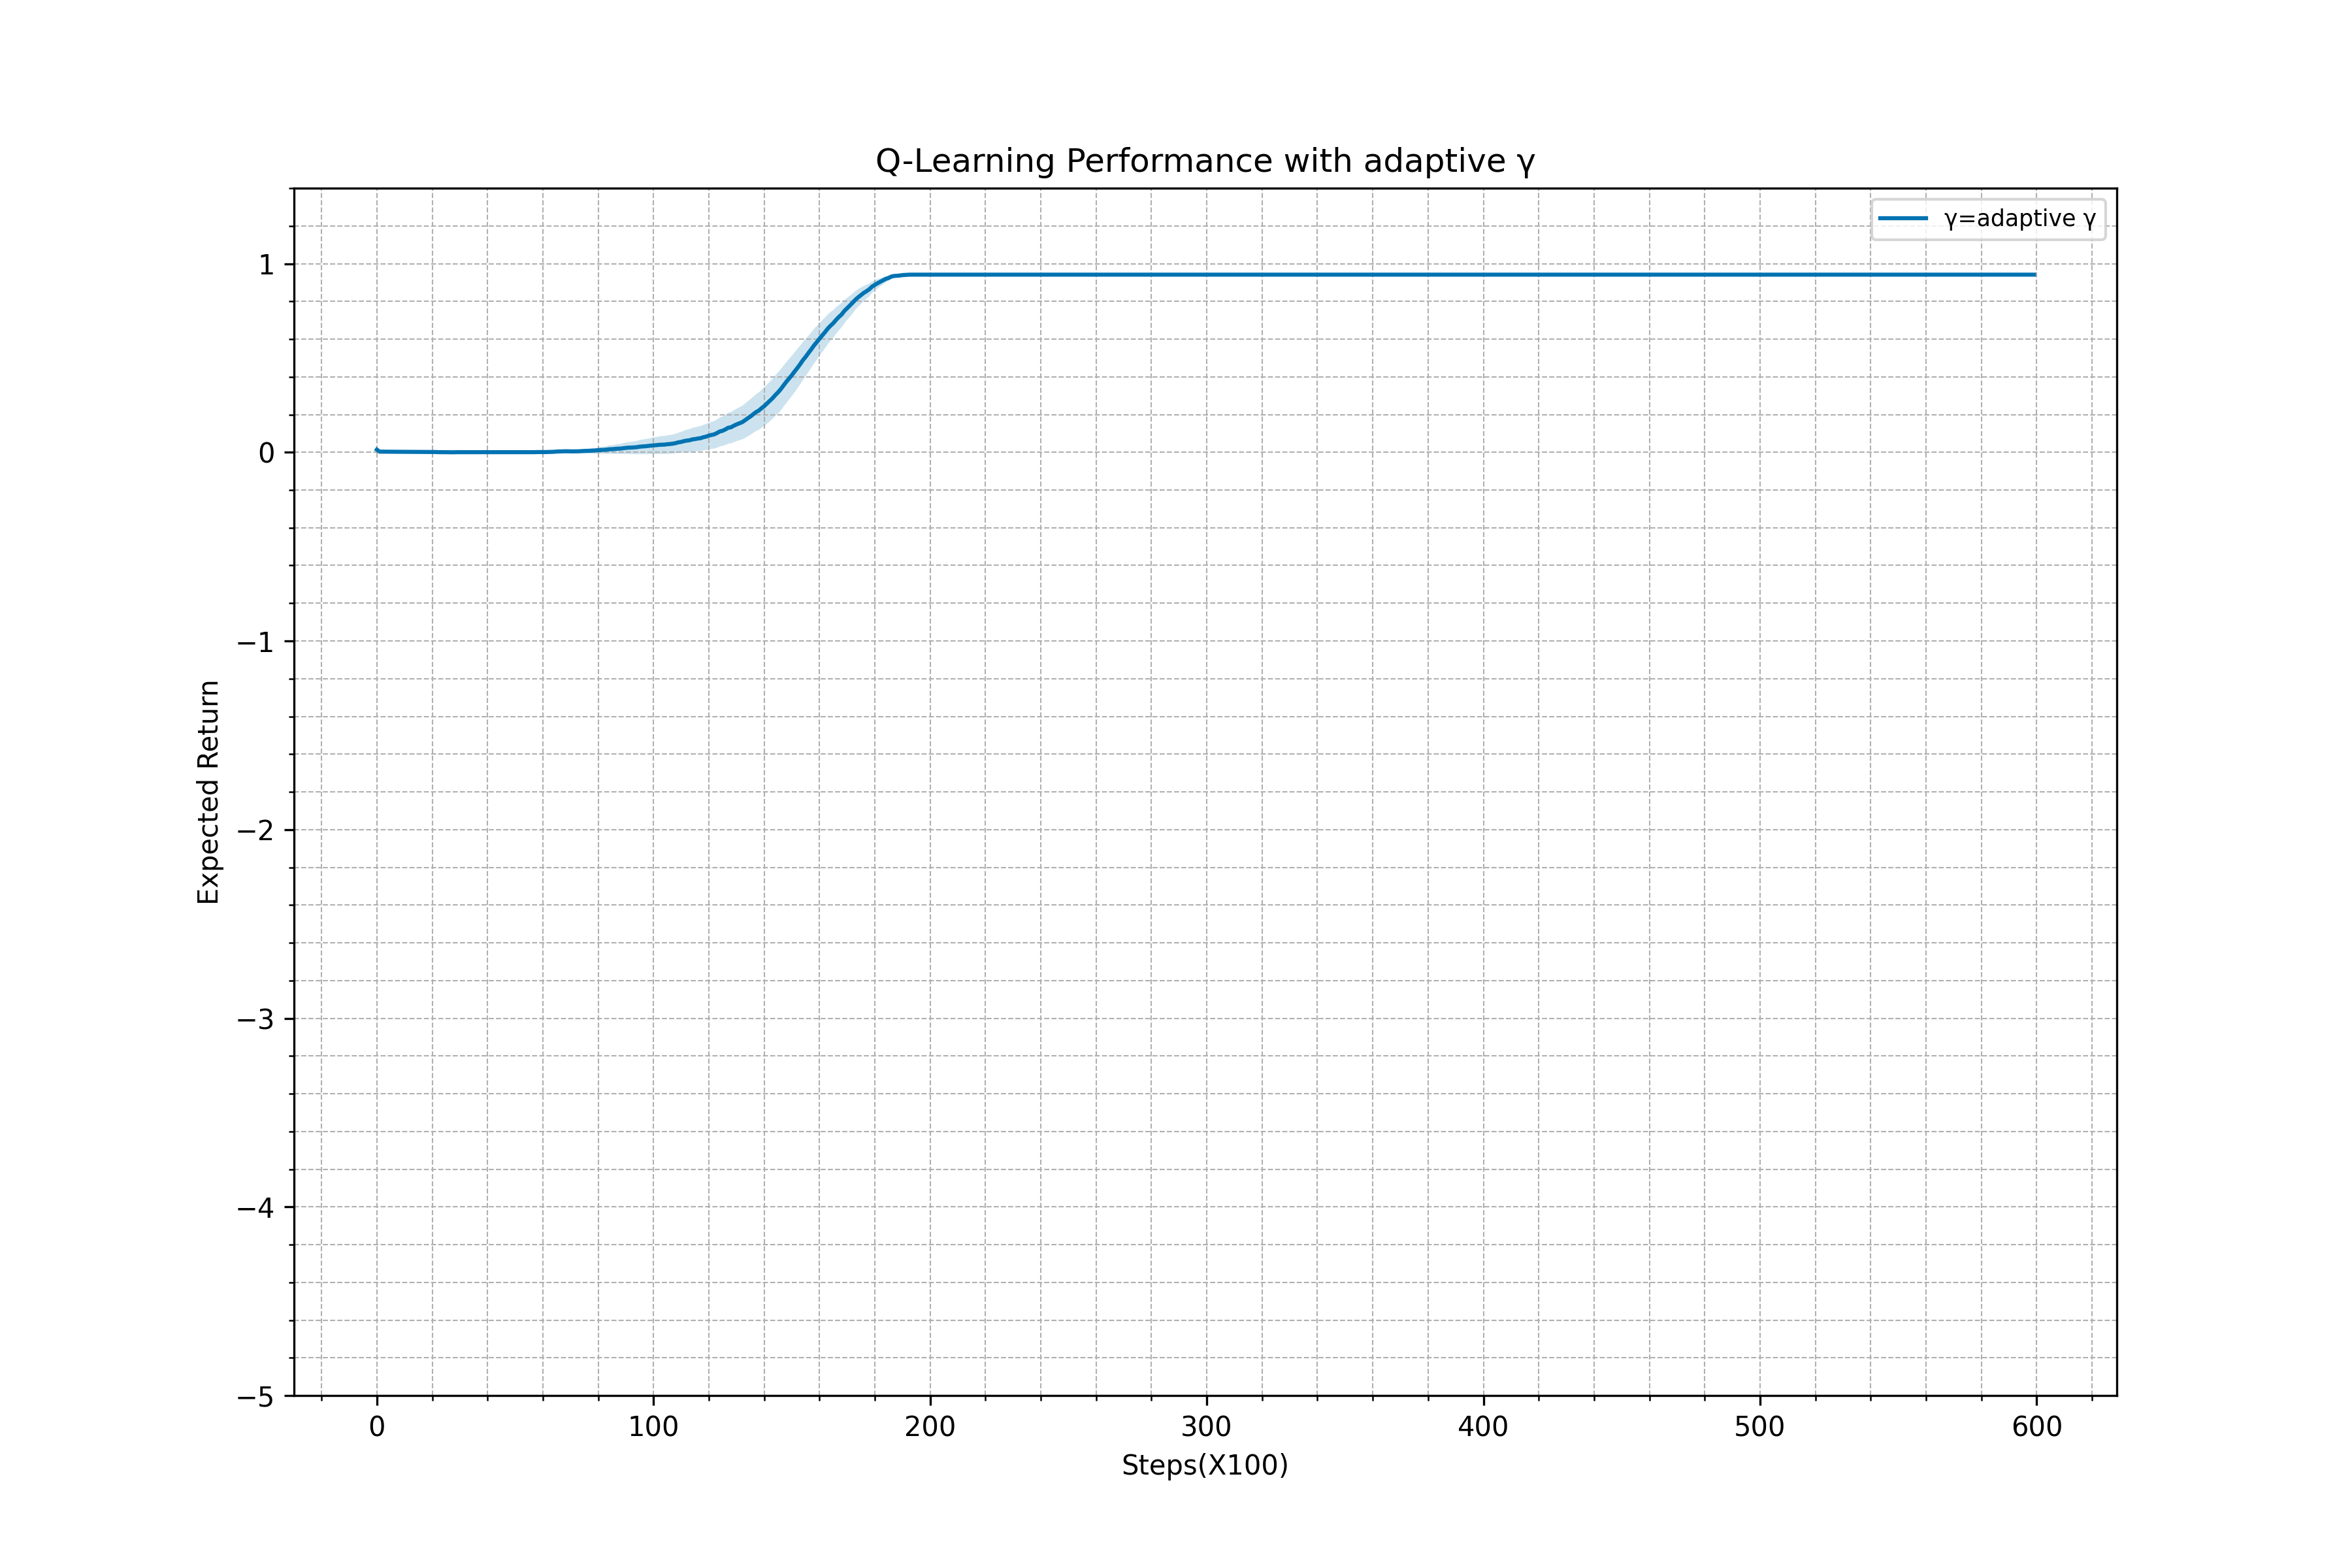 Q-Learning Performance with adaptive γ
γ=adaptive γ
1
0
−1
−2
−3
−4
−5
Expected Return
0 100 200 300 400 500 600
Steps(X100)